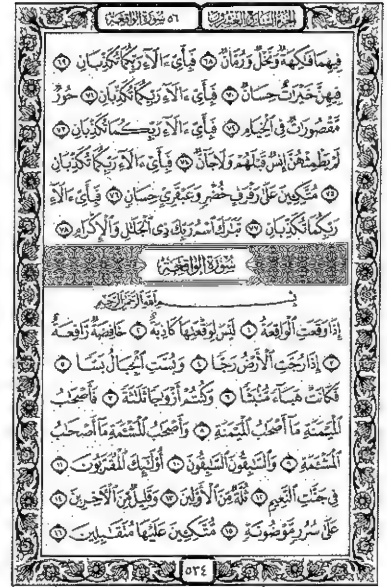 الجزء السابع والعشرون
٥٦ سورة الواقعة
فِيهِمَا فَٰكِهَةٌ وَنَخْلٌ وَرُمَّانٌ ٦٨ فَبِأَيِّ ءَالَآءِ رَبِّكُمَا تُكَذِّبَانِ ٦٩
فِيهِنَّ خَيْرَٰتٌ حِسَانٌ ٧٠ فَبِأَيِّ ءَالَآءِ رَبِّكُمَا تُكَذِّبَانِ ٧١ حُورٌ
مَّقْصُورَٰتٌ فِي ٱلْخِيَامِ ٧٢ فَبِأَيِّ ءَالَآءِ رَبِّكُمَا تُكَذِّبَانِ ٧٣
لَمْ يَطْمِثْهُنَّ إِنسٌ قَبْلَهُمْ وَلَا جَآنٌّ ٧٤ فَبِأَيِّ ءَالَآءِ رَبِّكُمَا تُكَذِّبَانِ
٧٥ مُتَّكِـِٔينَ عَلَىٰ رَفْرَفٍ خُضْرٍ وَعَبْقَرِيٍّ حِسَانٍ ٧٦ فَبِأَيِّ ءَالَآءِ
رَبِّكُمَا تُكَذِّبَانِ ٧٧ تَبَٰرَكَ ٱسْمُ رَبِّكَ ذِي ٱلْجَلَٰلِ وَٱلْإِكْرَامِ ٧٨
سُورَةُ الوَاقِعَةِ
بِسْمِ ٱللَّهِ ٱلرَّحْمَٰنِ ٱلرَّحِيمِ
إِذَا وَقَعَتِ ٱلْوَاقِعَةُ ١ لَيْسَ لِوَقْعَتِهَا كَاذِبَةٌ ٢ خَافِضَةٌ رَّافِعَةٌ
٣ إِذَا رُجَّتِ ٱلْأَرْضُ رَجًّا ٤ وَبُسَّتِ ٱلْجِبَالُ بَسًّا ٥
فَكَانَتْ هَبَآءً مُّنۢبَثًّا ٦ وَكُنتُمْ أَزْوَٰجًا ثَلَٰثَةً ٧ فَأَصْحَٰبُ
ٱلْمَيْمَنَةِ مَآ أَصْحَٰبُ ٱلْمَيْمَنَةِ ٨ وَأَصْحَٰبُ ٱلْمَشْـَٔمَةِ مَآ أَصْحَٰبُ
ٱلْمَشْـَٔمَةِ ٩ وَٱلسَّٰبِقُونَ ٱلسَّٰبِقُونَ ١٠ أُو۟لَٰٓئِكَ ٱلْمُقَرَّبُونَ ١١
فِي جَنَّٰتِ ٱلنَّعِيمِ ١٢ ثُلَّةٌ مِّنَ ٱلْأَوَّلِينَ ١٣ وَقَلِيلٌ مِّنَ ٱلْـَٔاخِرِينَ ١٤
عَلَىٰ سُرُرٍ مَّوْضُونَةٍ ١٥ مُّتَّكِـِٔينَ عَلَيْهَا مُتَقَٰبِلِينَ ١٦
٥٣٤